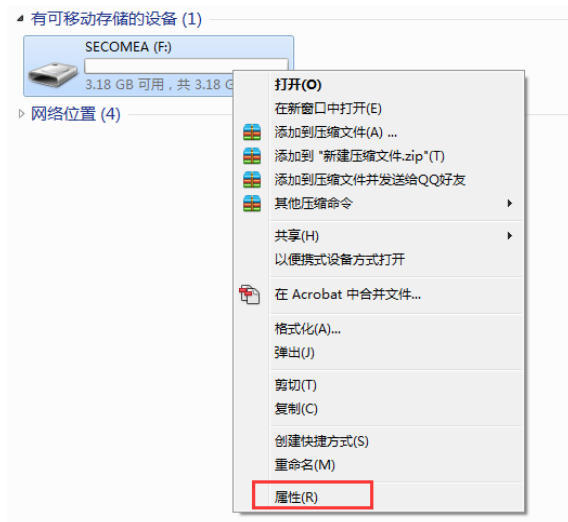 有可移动存储的设备 (1)
SECOMEA (F:)
3.18 GB 可用，共 3.18 G
网络位置 (4)
打开(O)
在新窗口中打开(E)
添加到压缩文件(A) ...
添加到 "新建压缩文件.zip"(T)
添加到压缩文件并发送给QQ好友
其他压缩命令
共享(H)
以便携式设备方式打开
在 Acrobat 中合并文件...
格式化(A)...
弹出(J)
剪切(T)
复制(C)
创建快捷方式(S)
重命名(M)
属性(R)